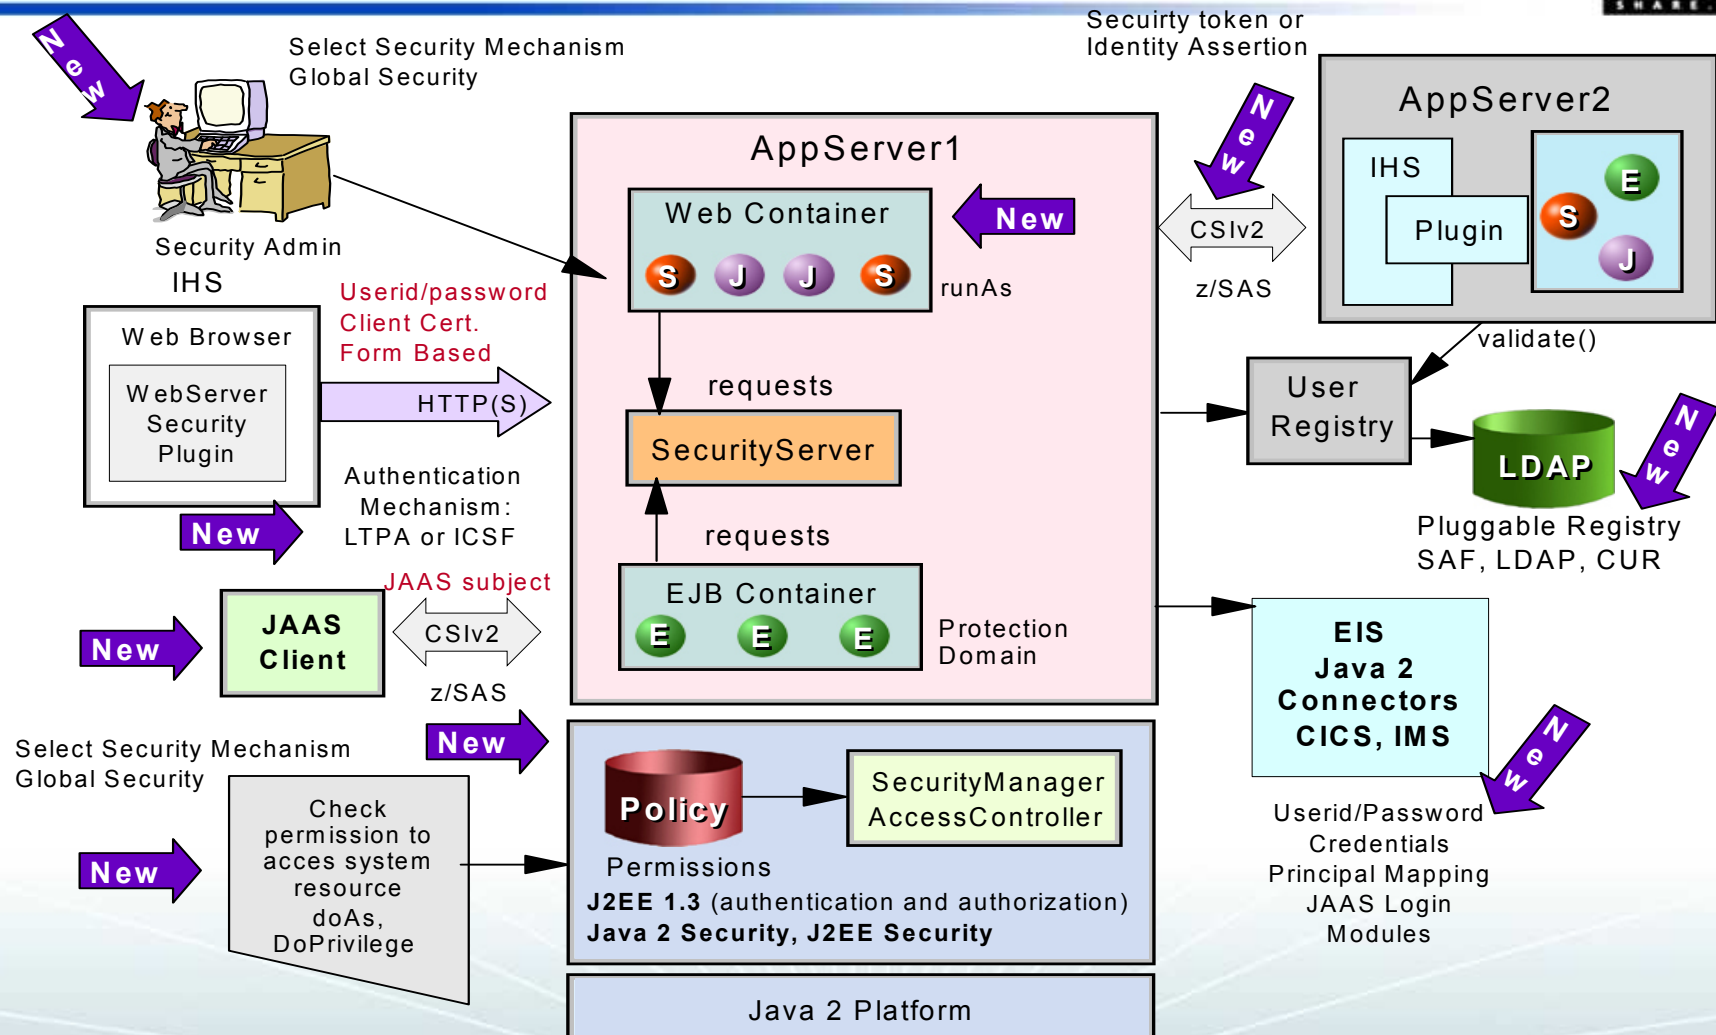 SHARE.
New
Select Security Mechanism
Global Security
Security Admin
Secuirty token or
Identity Assertion
New
AppServer2
IHS
Plugin
E
S
J
CSIv2
z/SAS
validate()
AppServer1
Web Container
S J J S
runAs
New
requests
SecurityServer
requests
EJB Container
E E E
Protection
Domain
IHS
Web Browser
WebServer
Security
Plugin
Userid/password
Client Cert.
Form Based
HTTP(S)
New
Authentication
Mechanism:
LTPA or ICSF
JAAS subject
New
JAAS
Client
CSIv2
z/SAS
User
Registry
LDAP
New
Pluggable Registry
SAF, LDAP, CUR
EIS
Java 2
Connectors
CICS, IMS
New
Userid/Password
Credentials
Principal Mapping
JAAS Login
Modules
New
Select Security Mechanism
Global Security
New
Check
permission to
acces system
resource
doAs,
DoPrivilege
Policy
SecurityManager
AccessController
Permissions
J2EE 1.3 (authentication and authorization)
Java 2 Security, J2EE Security
Java 2 Platform